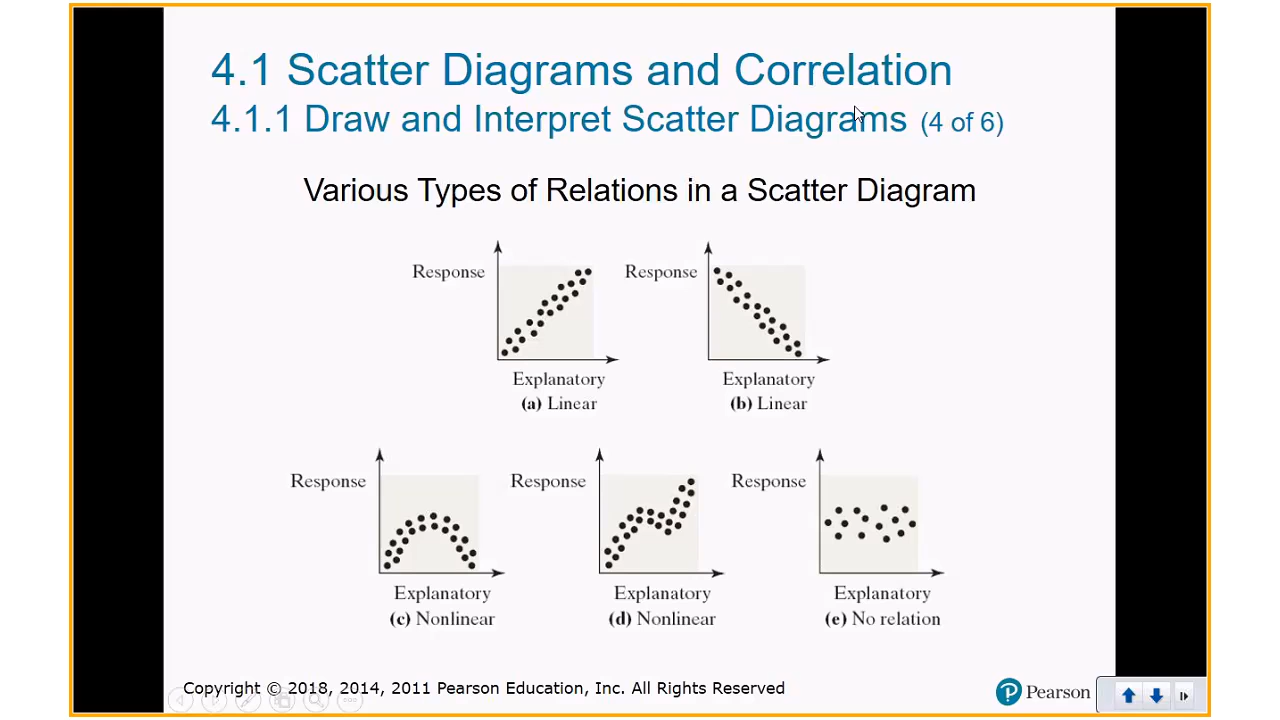 4.1 Scatter Diagrams and Correlation
4.1.1 Draw and Interpret Scatter Diagrams (4 of 6)
Various Types of Relations in a Scatter Diagram
Response
Explanatory
(a) Linear
Response
Explanatory
(b) Linear
Response
Explanatory
(c) Nonlinear
Response
Explanatory
(d) Nonlinear
Response
Explanatory
(e) No relation
Copyright © 2018, 2014, 2011 Pearson Education, Inc. All Rights Reserved
P Pearson